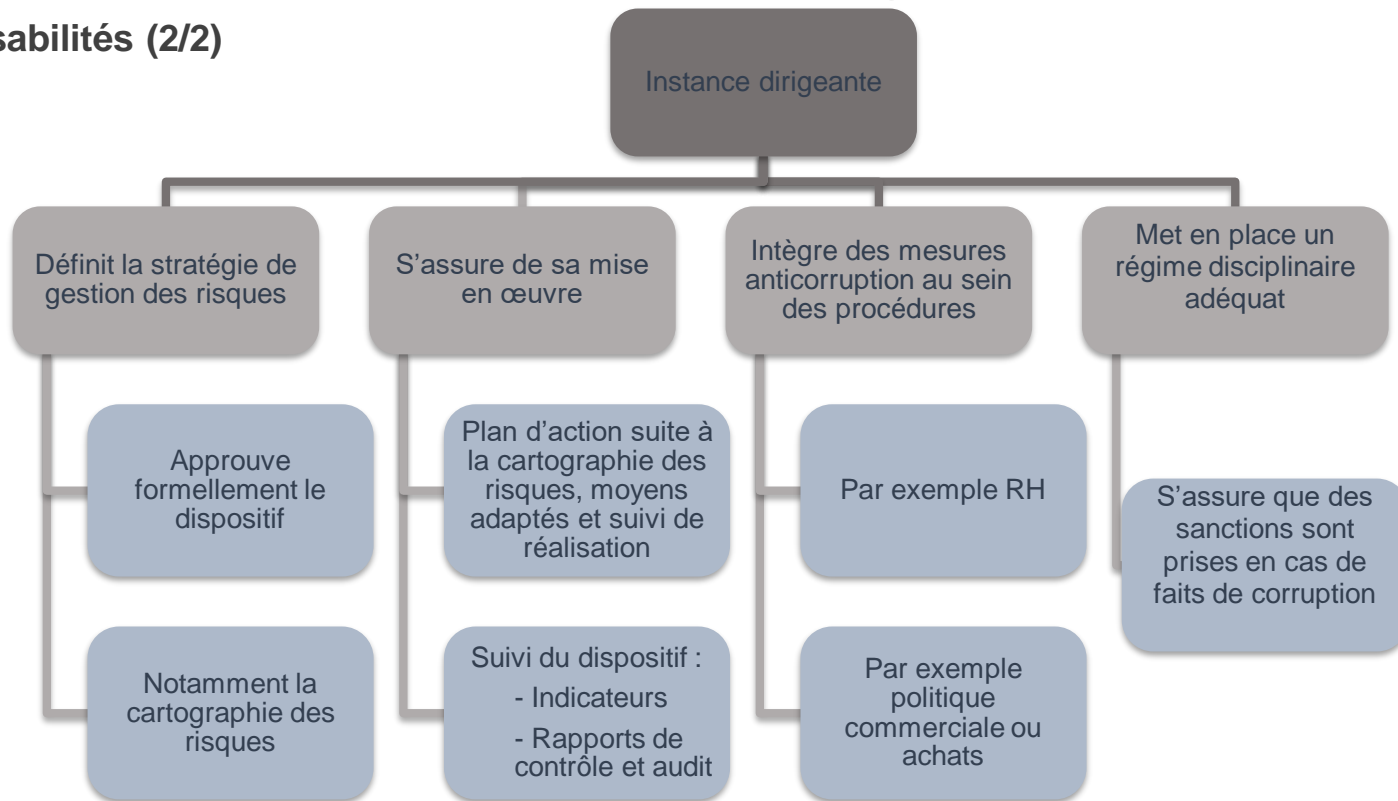 sabilités (2/2)
Instance dirigeante
Définit la stratégie de
gestion des risques
S’assure de sa mise
en œuvre
Intègre des mesures
anticorruption au sein
des procédures
Met en place un
régime disciplinaire
adéquat
Approuve
formellement le
dispositif
Notamment la
cartographie des
risques
Plan d’action suite à
la cartographie des
risques, moyens
adaptés et suivi de
réalisation
Suivi du dispositif :
- Indicateurs
- Rapports de
contrôle et audit
Par exemple RH
Par exemple
politique
commerciale ou
achats
S’assure que des
sanctions sont
prises en cas de
faits de corruption